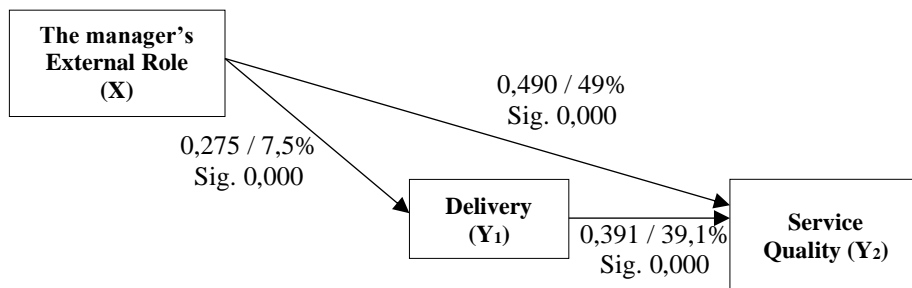 The manager's
External Role
(X)
0,490 / 49%
Sig. 0,000
0,275 / 7,5%
Sig. 0,000
Delivery
(Y₁)
0,391 / 39,1%
Sig. 0,000
Service
Quality (Y₂)